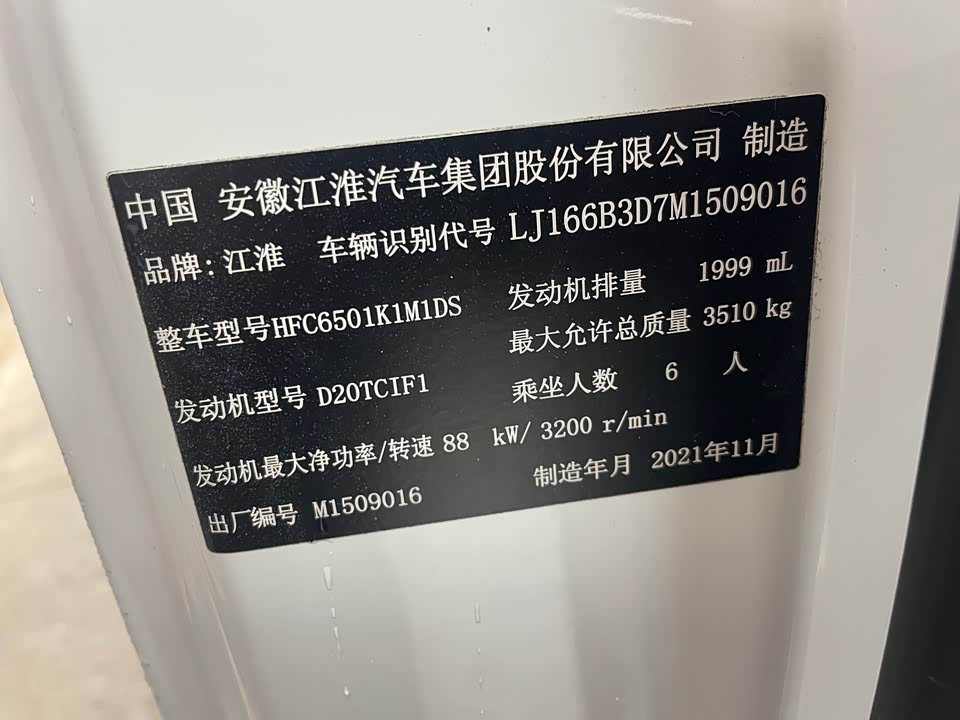 中国 安徽江淮汽车集团股份有限公司 制造
品牌：江淮 车辆识别代号 LJ166B3D7M1509016
整车型号HFC6501K1M1DS 发动机排量 1999 mL
最大允许总质量 3510 kg
发动机型号 D20TCIF1 乘坐人数 6 人
发动机最大净功率/转速 88 kW/ 3200 r/min
出厂编号 M1509016 制造年月 2021年11月